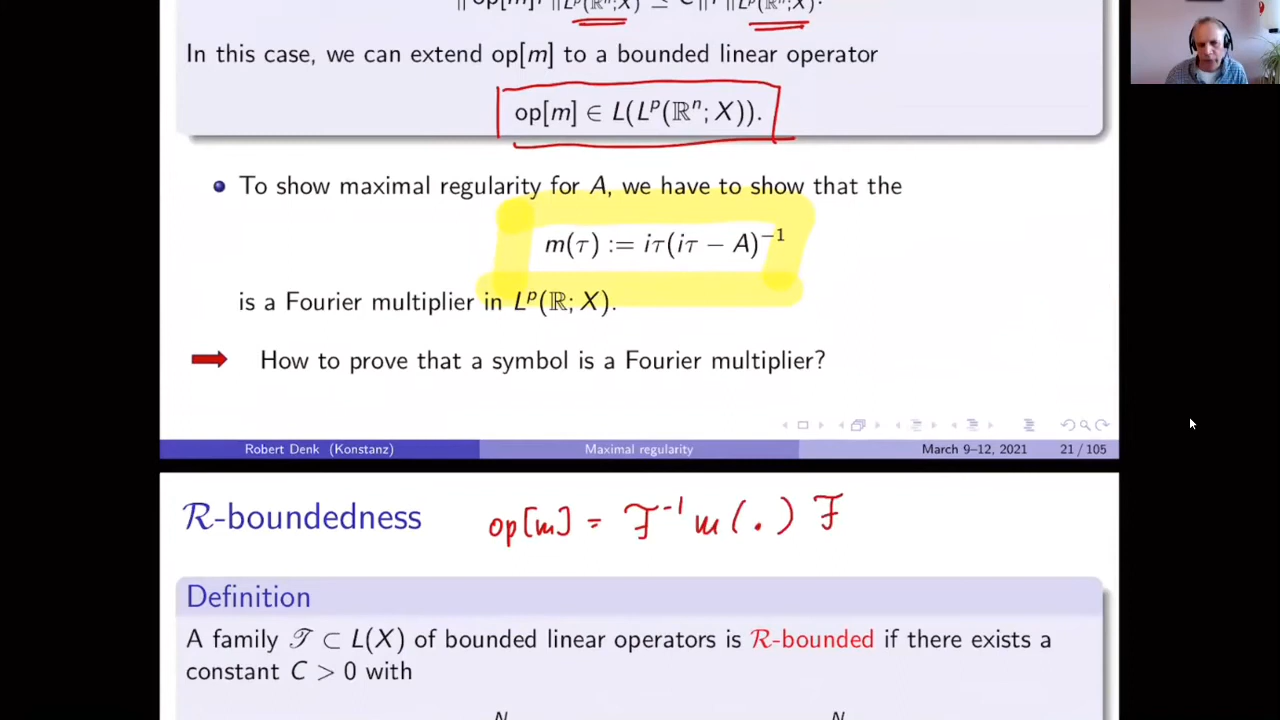 ‖ op[m]f ‖_{L^p(ℝ^n;X)} ≤ C‖ f ‖_{L^p(ℝ^n;X)}.
In this case, we can extend op[m] to a bounded linear operator
op[m] ∈ L(L^p(ℝ^n; X)).
To show maximal regularity for A, we have to show that the
m(τ) := iτ(iτ − A)^{−1}
is a Fourier multiplier in L^p(ℝ; X).
How to prove that a symbol is a Fourier multiplier?
Robert Denk (Konstanz) Maximal regularity March 9–12, 2021 21 / 105
ℛ-boundedness op[m] = ℱ^{-1} m(.) ℱ
Definition
A family 𝒯 ⊂ L(X) of bounded linear operators is ℛ-bounded if there exists a
constant C > 0 with
N N